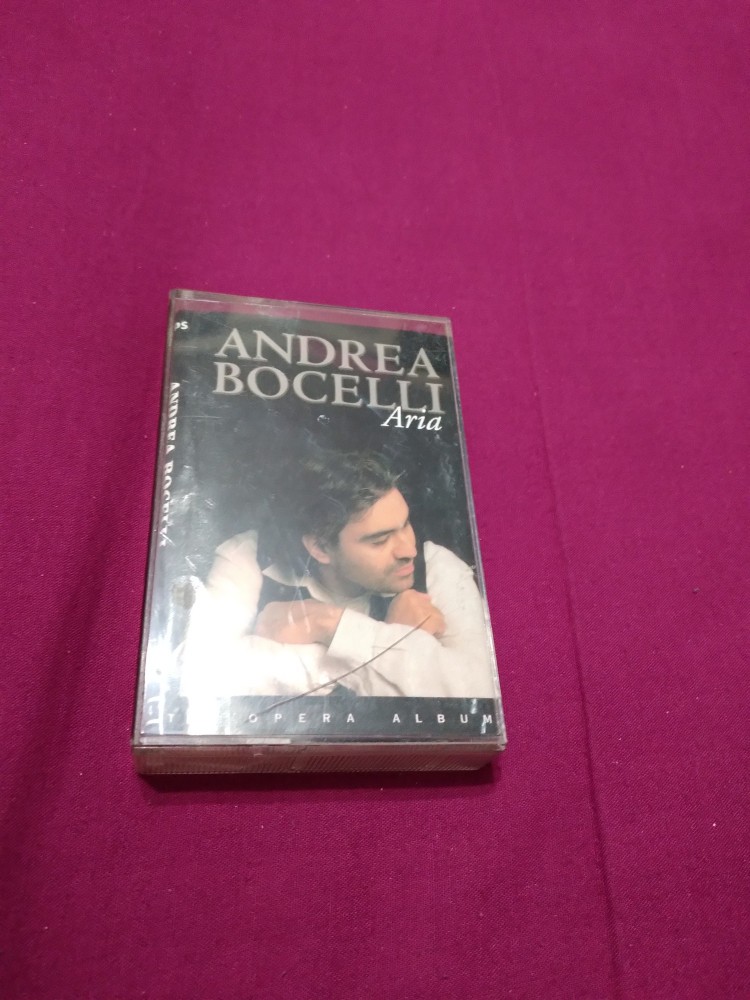 ANDREA
BOCELLI
Aria
ANDREA BOCELLI
OPERA ALBUM